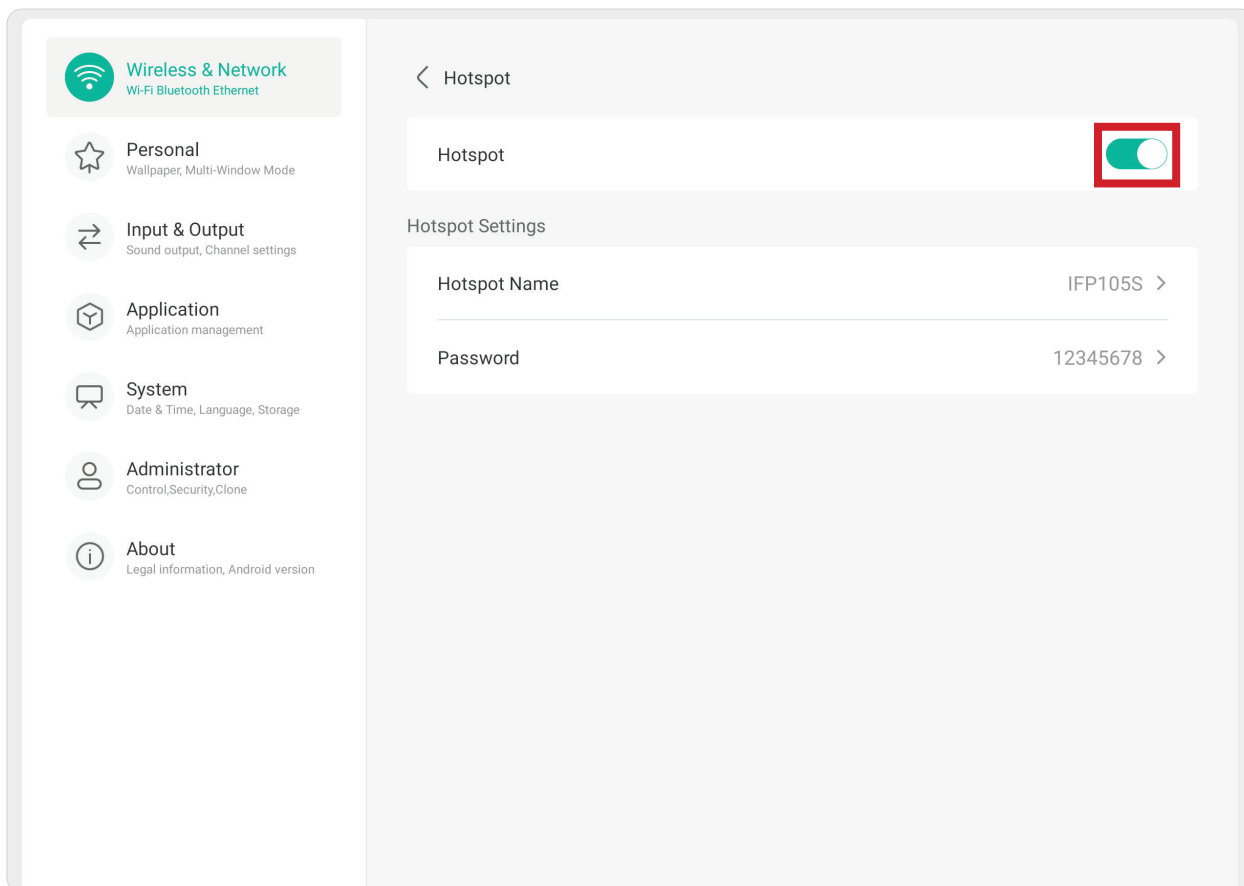 Wireless & Network
Wi-Fi Bluetooth Ethernet
Personal
Wallpaper, Multi-Window Mode
Input & Output
Sound output, Channel settings
Application
Application management
System
Date & Time, Language, Storage
Administrator
Control,Security,Clone
About
Legal information, Android version
Hotspot
Hotspot
Hotspot Settings
Hotspot Name IFP105S
Password 12345678